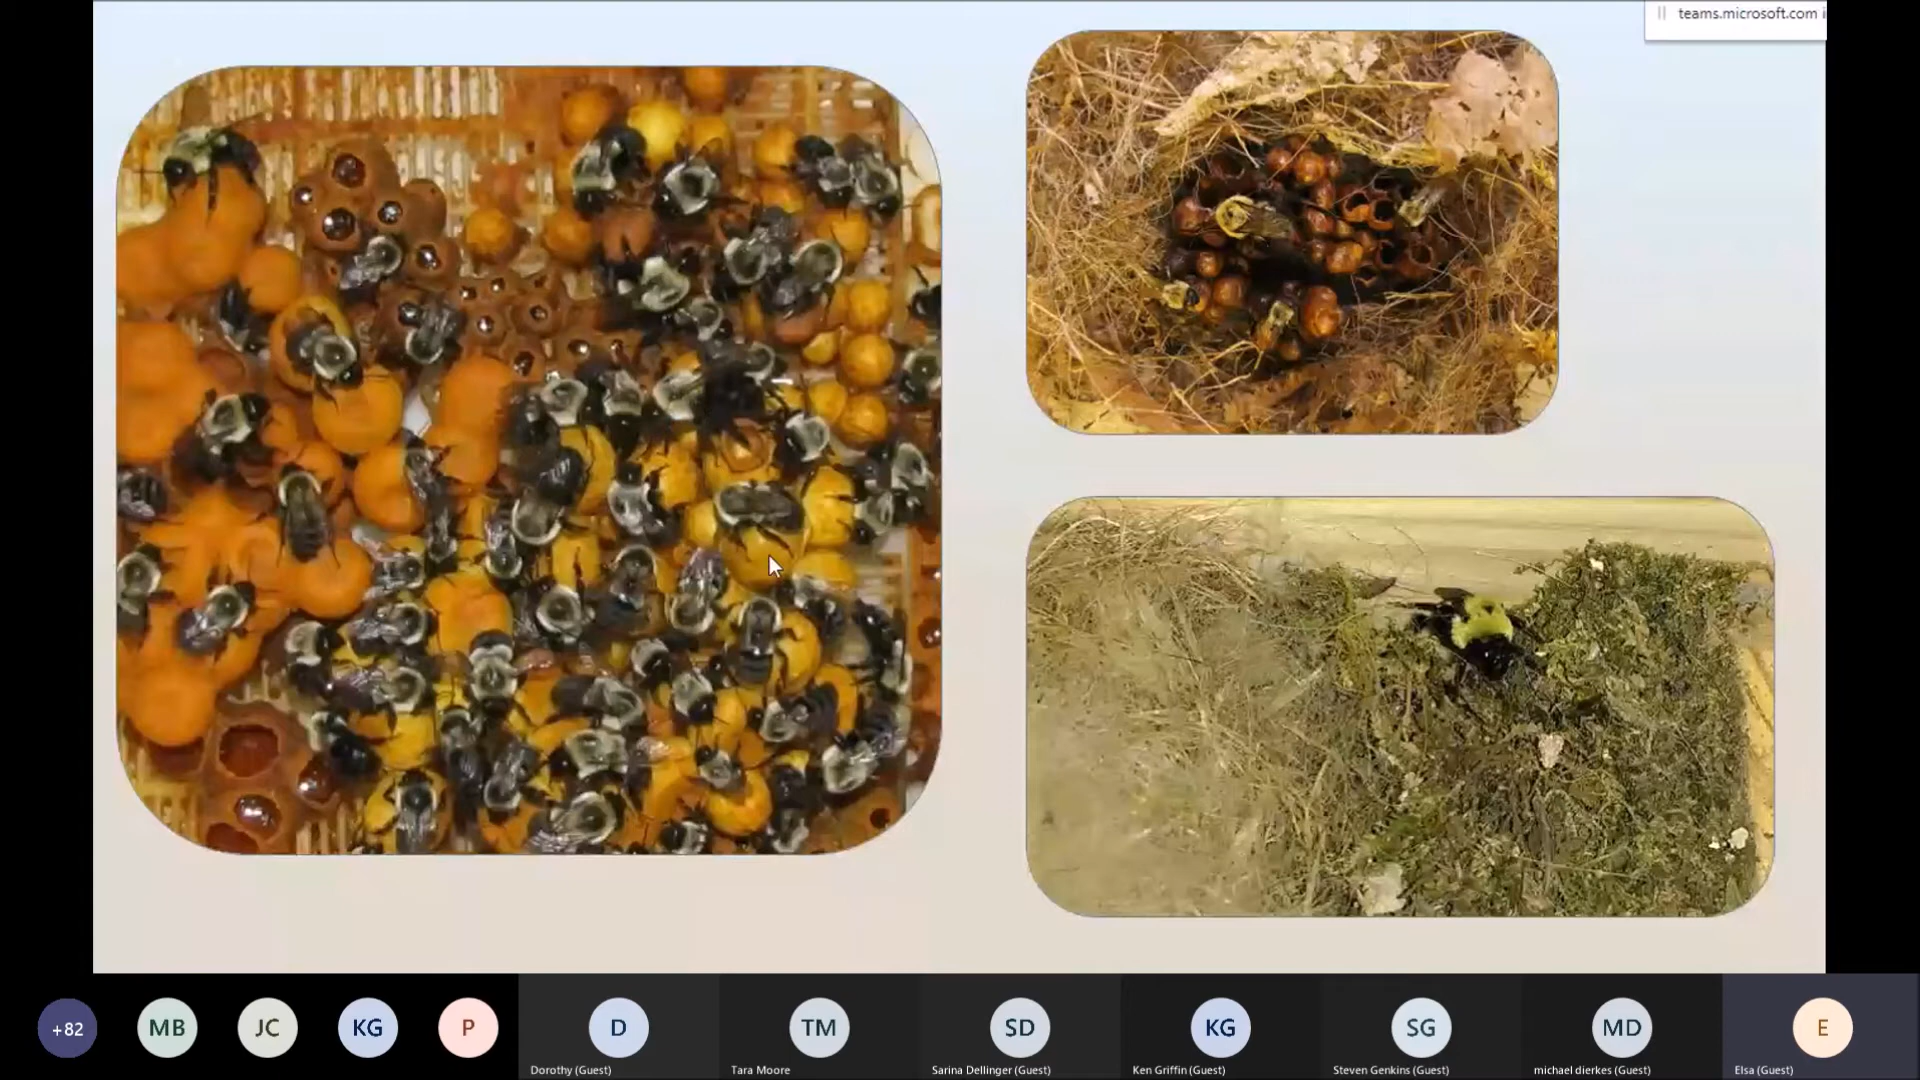 teams.microsoft.com i
+82
MB
JC
KG
P
D
TM
SD
KG
SG
MD
E
Dorothy (Guest)
Tara Moore
Sarina Dellinger (Guest)
Ken Griffin (Guest)
Steven Genkins (Guest)
michael dierkes (Guest)
Elsa (Guest)